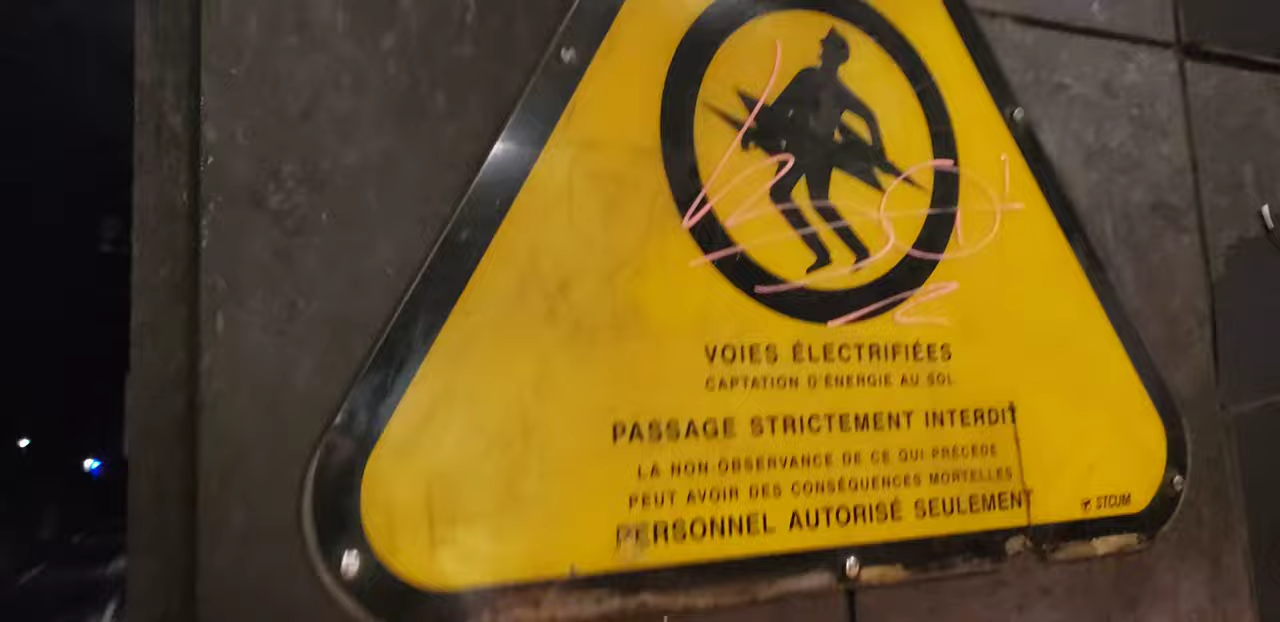 VOIES ÉLECTRIFIÉES
CAPTATION D'ÉNERGIE AU SOL
PASSAGE STRICTEMENT INTERDIT
LA NON-OBSERVANCE DE CE QUI PRÉCÈDE
PEUT AVOIR DES CONSÉQUENCES MORTELLES
PERSONNEL AUTORISÉ SEULEMENT
STCUM